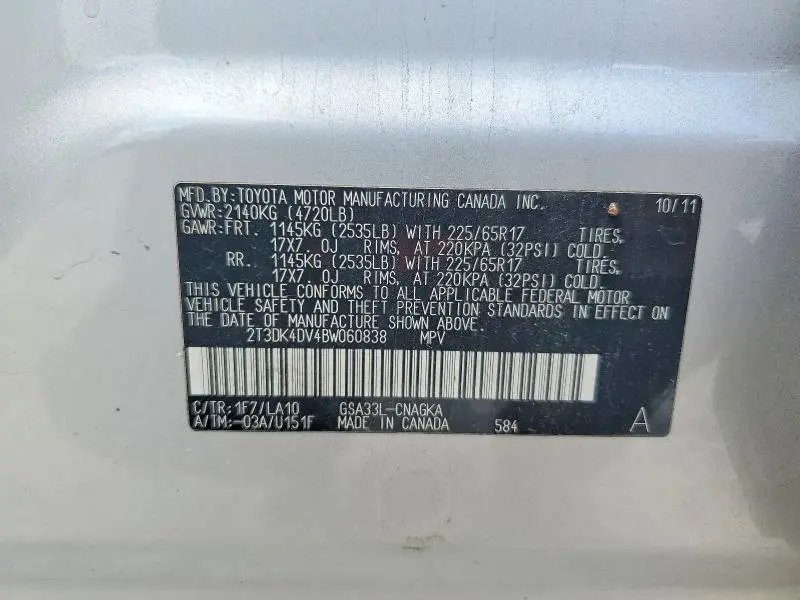 MFD. BY: TOYOTA MOTOR MANUFACTURING CANADA INC. 10/11
GVWR: 2140KG (4720LB)
GAWR: FRT. 1145KG (2535LB) WITH 225/65R17 TIRES,
17X7. 0J RIMS, AT 220KPA (32PSI) COLD.
RR. 1145KG (2535LB) WITH 225/65R17 TIRES,
17X7. 0J RIMS, AT 220KPA (32PSI) COLD.
THIS VEHICLE CONFORMS TO ALL APPLICABLE FEDERAL MOTOR
VEHICLE SAFETY AND THEFT PREVENTION STANDARDS IN EFFECT ON
THE DATE OF MANUFACTURE SHOWN ABOVE.
2T3DK4DV4BW060838 MPV
C/TR: 1F7/LA10 GSA33L-CNAGKA
A/TM: -03A/U151F MADE IN CANADA 584 A